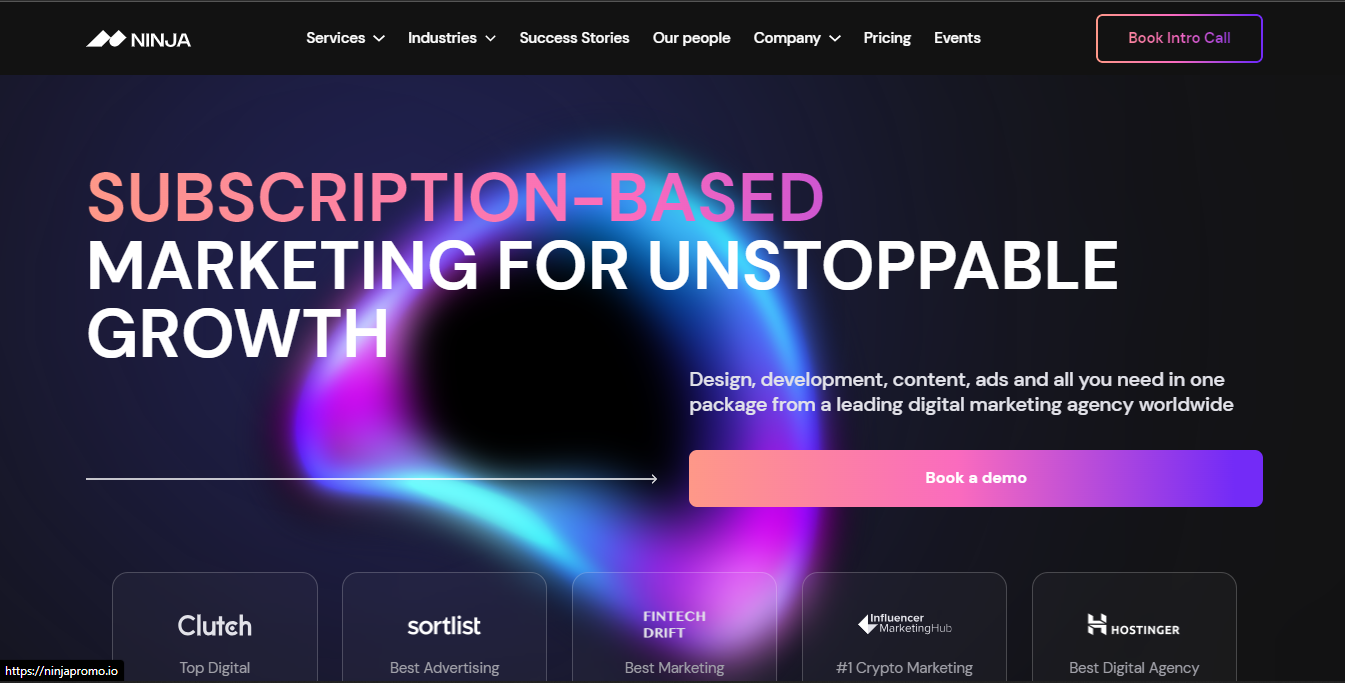 NINJA
Services
Industries
Success Stories
Our people
Company
Pricing
Events
Book Intro Call
SUBSCRIPTION-BASED
MARKETING FOR UNSTOPPABLE
GROWTH
Design, development, content, ads and all you need in one
package from a leading digital marketing agency worldwide
Book a demo
Clutch
Top Digital
sortlist
Best Advertising
FINTECH
DRIFT
Best Marketing
Influencer
MarketingHub
#1 Crypto Marketing
HOSTINGER
Best Digital Agency
https://ninjapromo.io